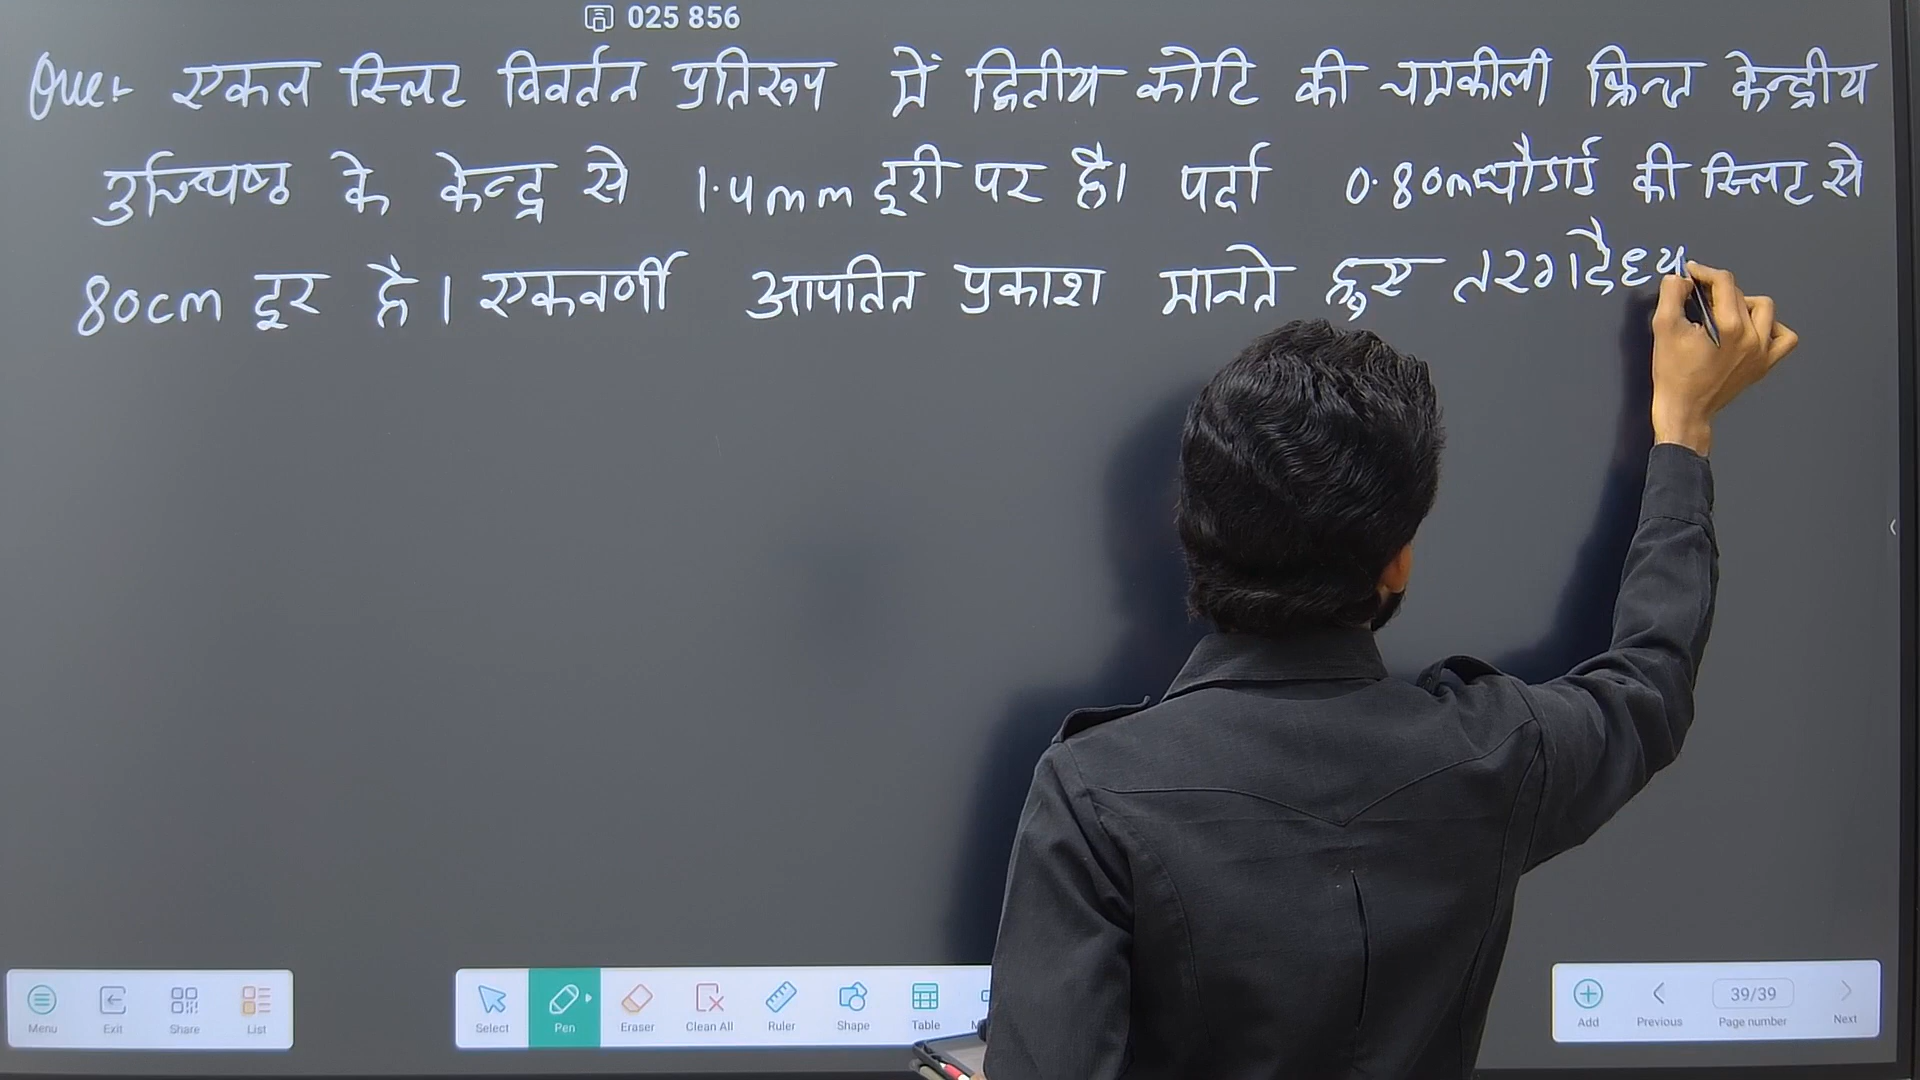 025 856
Que:- एकल स्लिट विवर्तन प्रतिरूप में द्वितीय कोटि की चमकीली फ्रिन्ज केन्द्रीय
उज्चिष्ठ के केन्द्र से 1.4mm दूरी पर है। पर्दा 0.80mm चौडाई की स्लिट से
80cm दूर है। एकवर्णी आपतित प्रकाश मानते हुए तरंगदैध्य
Menu Exit Share List Select Pen Eraser Clean All Ruler Shape Table Add Previous 39/39 Page number Next